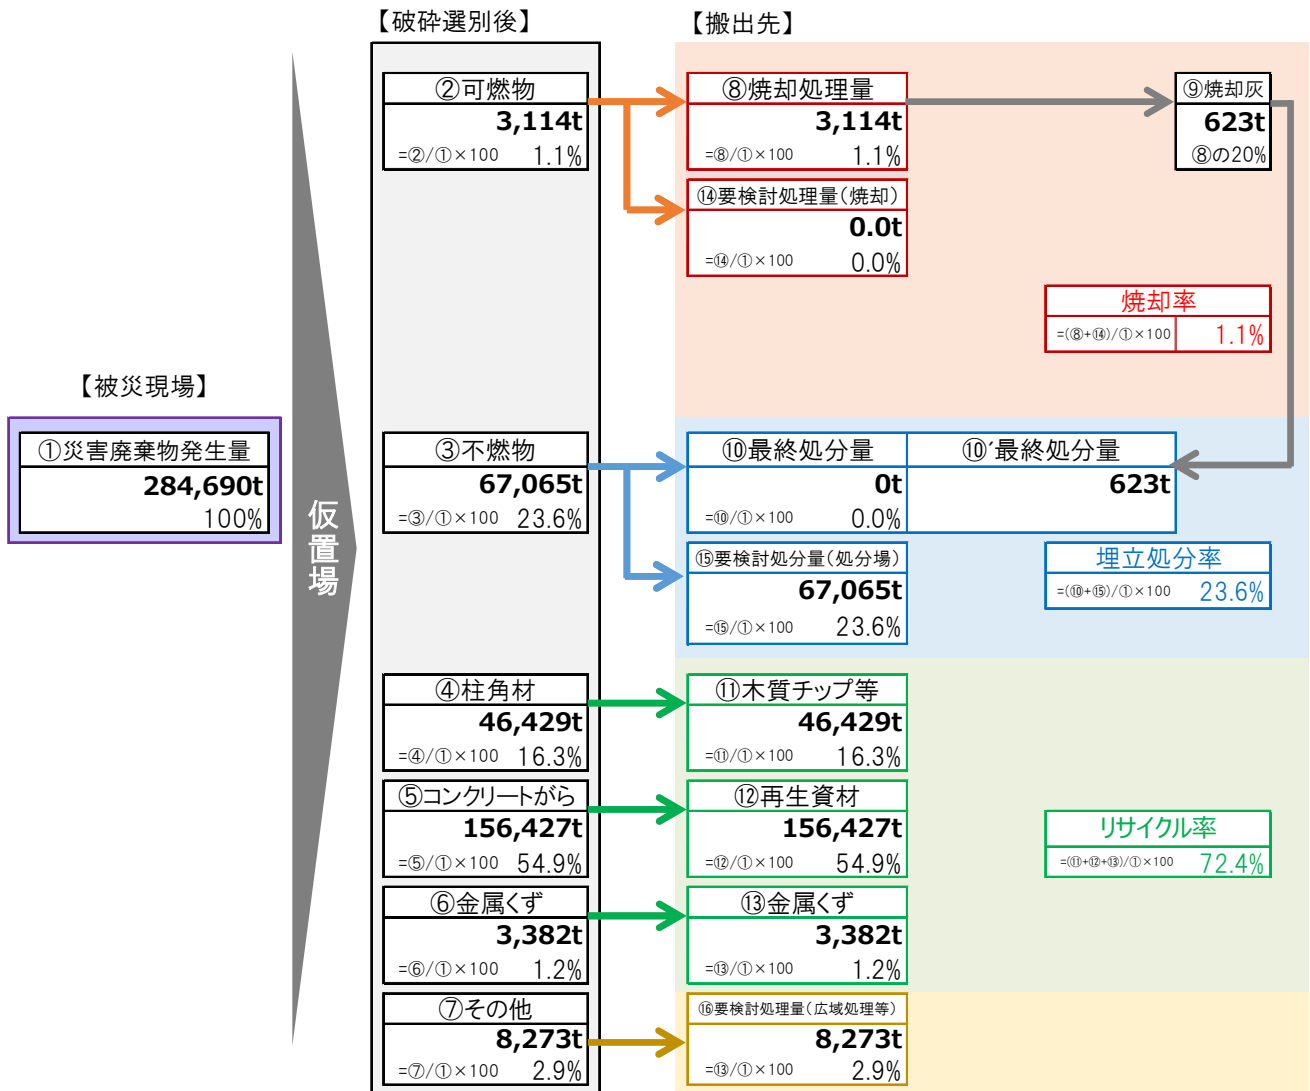 【破砕選別後】
【搬出先】
②可燃物
3,114t
=②/①×100 1.1%
⑧焼却処理量
3,114t
=⑧/①×100 1.1%
⑨焼却灰
623t
⑧の20%
⑭要検討処理量(焼却)
0.0t
=⑭/①×100 0.0%
焼却率
=(⑧+⑭)/①×100 1.1%
【被災現場】
①災害廃棄物発生量
284,690t
100%
仮置場
③不燃物
67,065t
=③/①×100 23.6%
⑩最終処分量
0t
=⑩/①×100 0.0%
⑩´最終処分量
623t
⑮要検討処分量(処分場)
67,065t
=⑮/①×100 23.6%
埋立処分率
=(⑩+⑮)/①×100 23.6%
④柱角材
46,429t
=④/①×100 16.3%
⑪木質チップ等
46,429t
=⑪/①×100 16.3%
⑤コンクリートがら
156,427t
=⑤/①×100 54.9%
⑫再生資材
156,427t
=⑫/①×100 54.9%
リサイクル率
=(⑪+⑫+⑬)/①×100 72.4%
⑥金属くず
3,382t
=⑥/①×100 1.2%
⑬金属くず
3,382t
=⑬/①×100 1.2%
⑦その他
8,273t
=⑦/①×100 2.9%
⑯要検討処理量(広域処理等)
8,273t
=⑬/①×100 2.9%